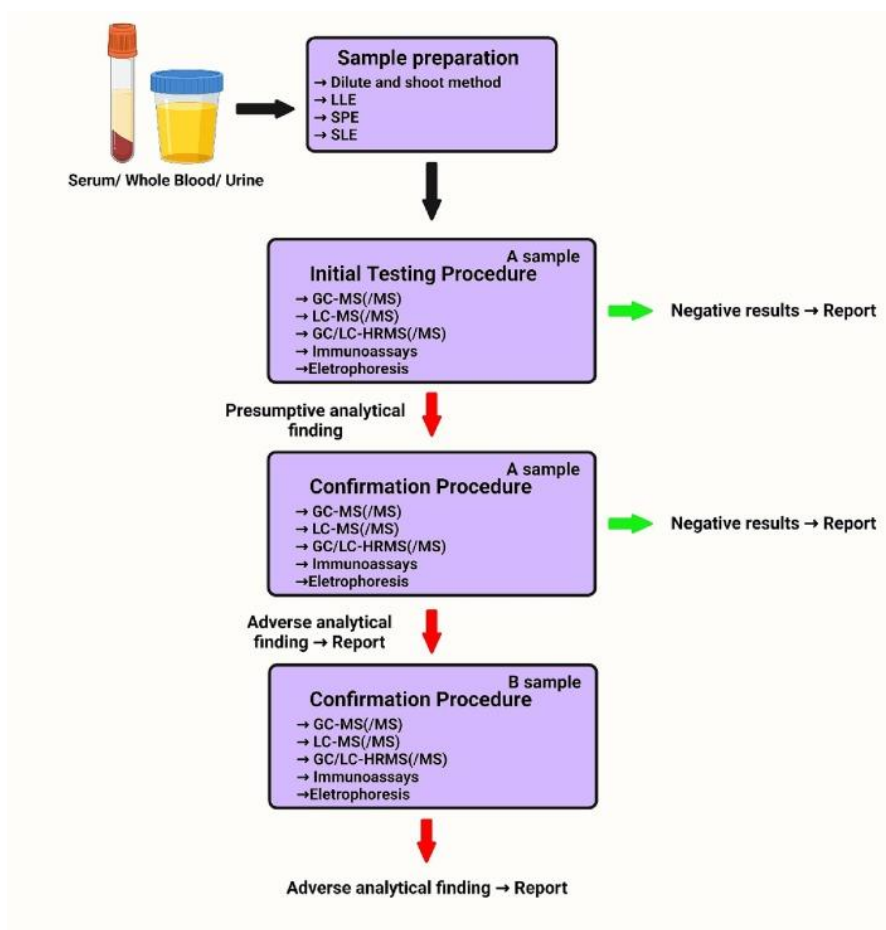 Sample preparation
→ Dilute and shoot method
→ LLE
→ SPE
→ SLE
Serum/ Whole Blood/ Urine
A sample
Initial Testing Procedure
→ GC-MS(/MS)
→ LC-MS(/MS)
→ GC/LC-HRMS(/MS)
→ Immunoassays
→Eletrophoresis
Negative results → Report
Presumptive analytical
finding
A sample
Confirmation Procedure
→ GC-MS(/MS)
→ LC-MS(/MS)
→ GC/LC-HRMS(/MS)
→ Immunoassays
→Eletrophoresis
Negative results → Report
Adverse analytical
finding → Report
B sample
Confirmation Procedure
→ GC-MS(/MS)
→ LC-MS(/MS)
→ GC/LC-HRMS(/MS)
→ Immunoassays
→Eletrophoresis
Adverse analytical finding → Report